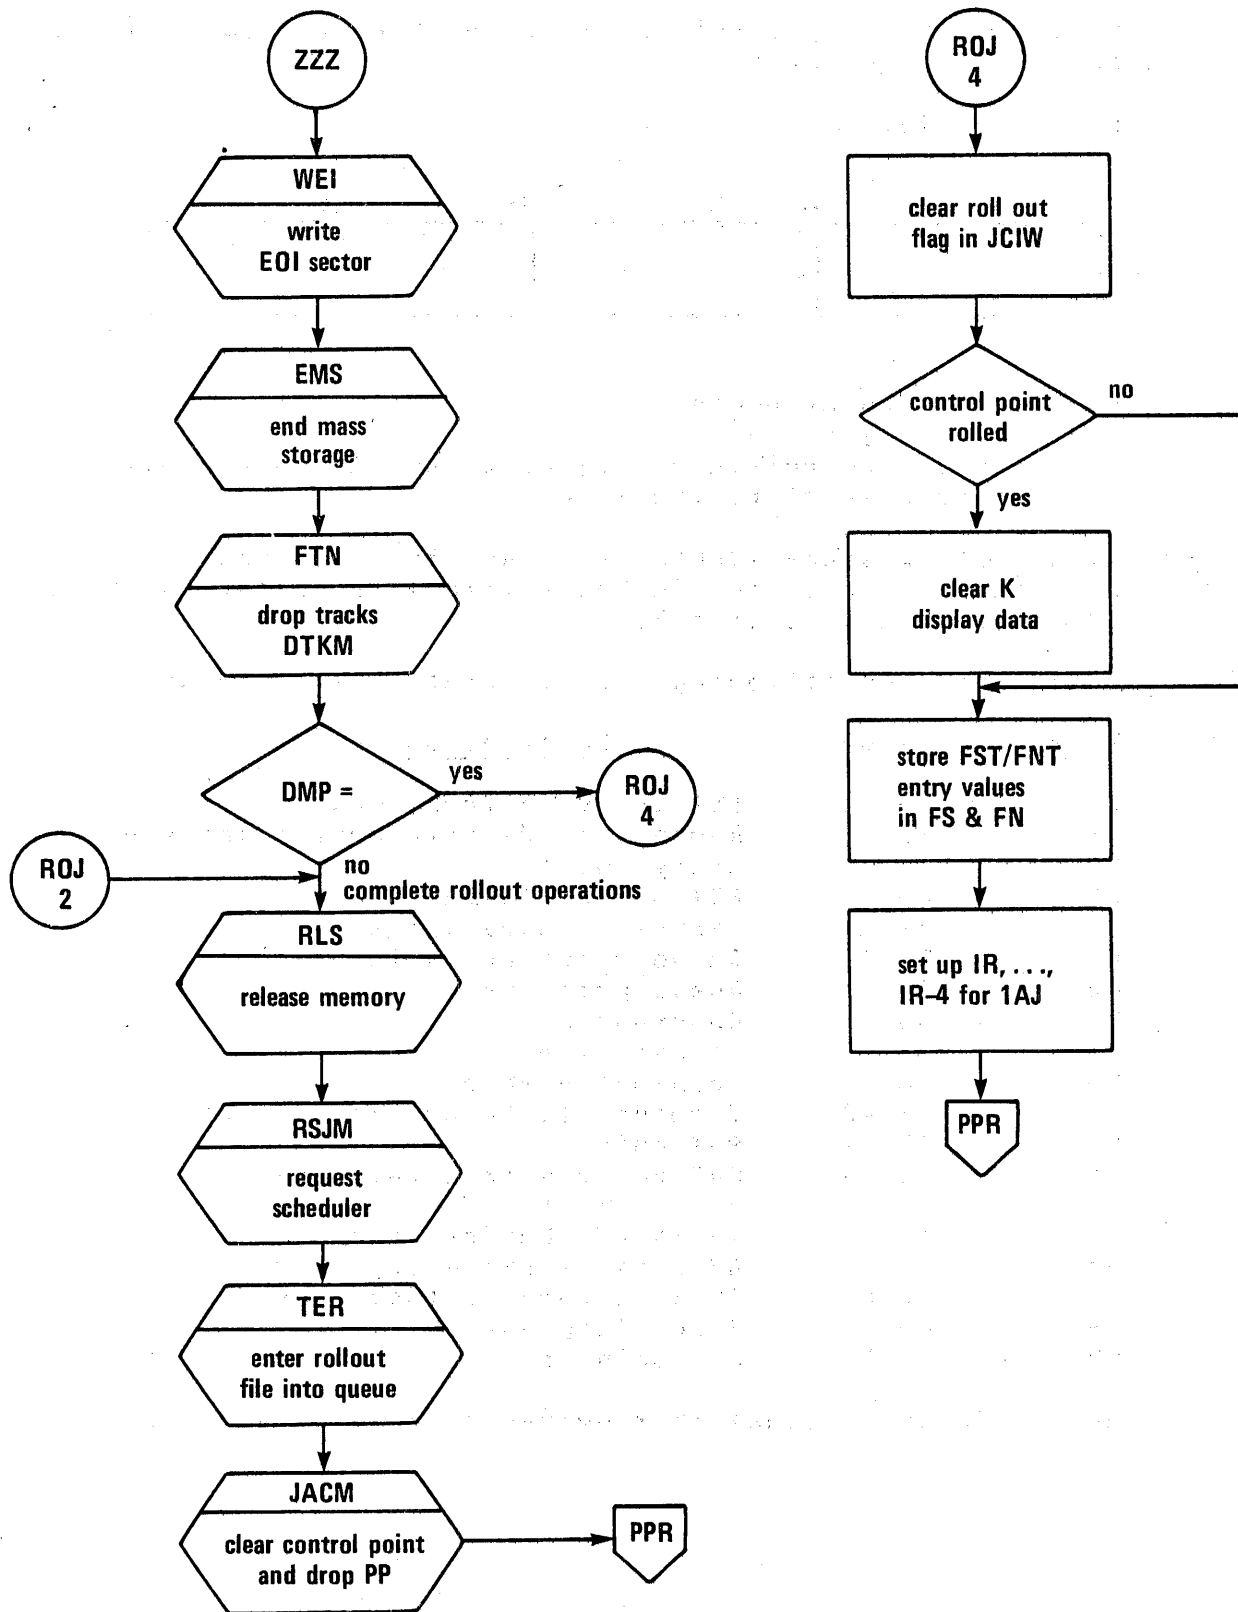 ZZZ
WEI
write
EOI sector
EMS
end mass
storage
FTN
drop tracks
DTKM
DMP =
yes
ROJ
4
ROJ
2
no
complete rollout operations
RLS
release memory
RSJM
request
scheduler
TER
enter rollout
file into queue
JACM
clear control point
and drop PP
PPR
ROJ
4
clear roll out
flag in JCIW
control point
rolled
no
yes
clear K
display data
store FST/FNT
entry values
in FS & FN
set up IR, . . . ,
IR–4 for 1AJ
PPR